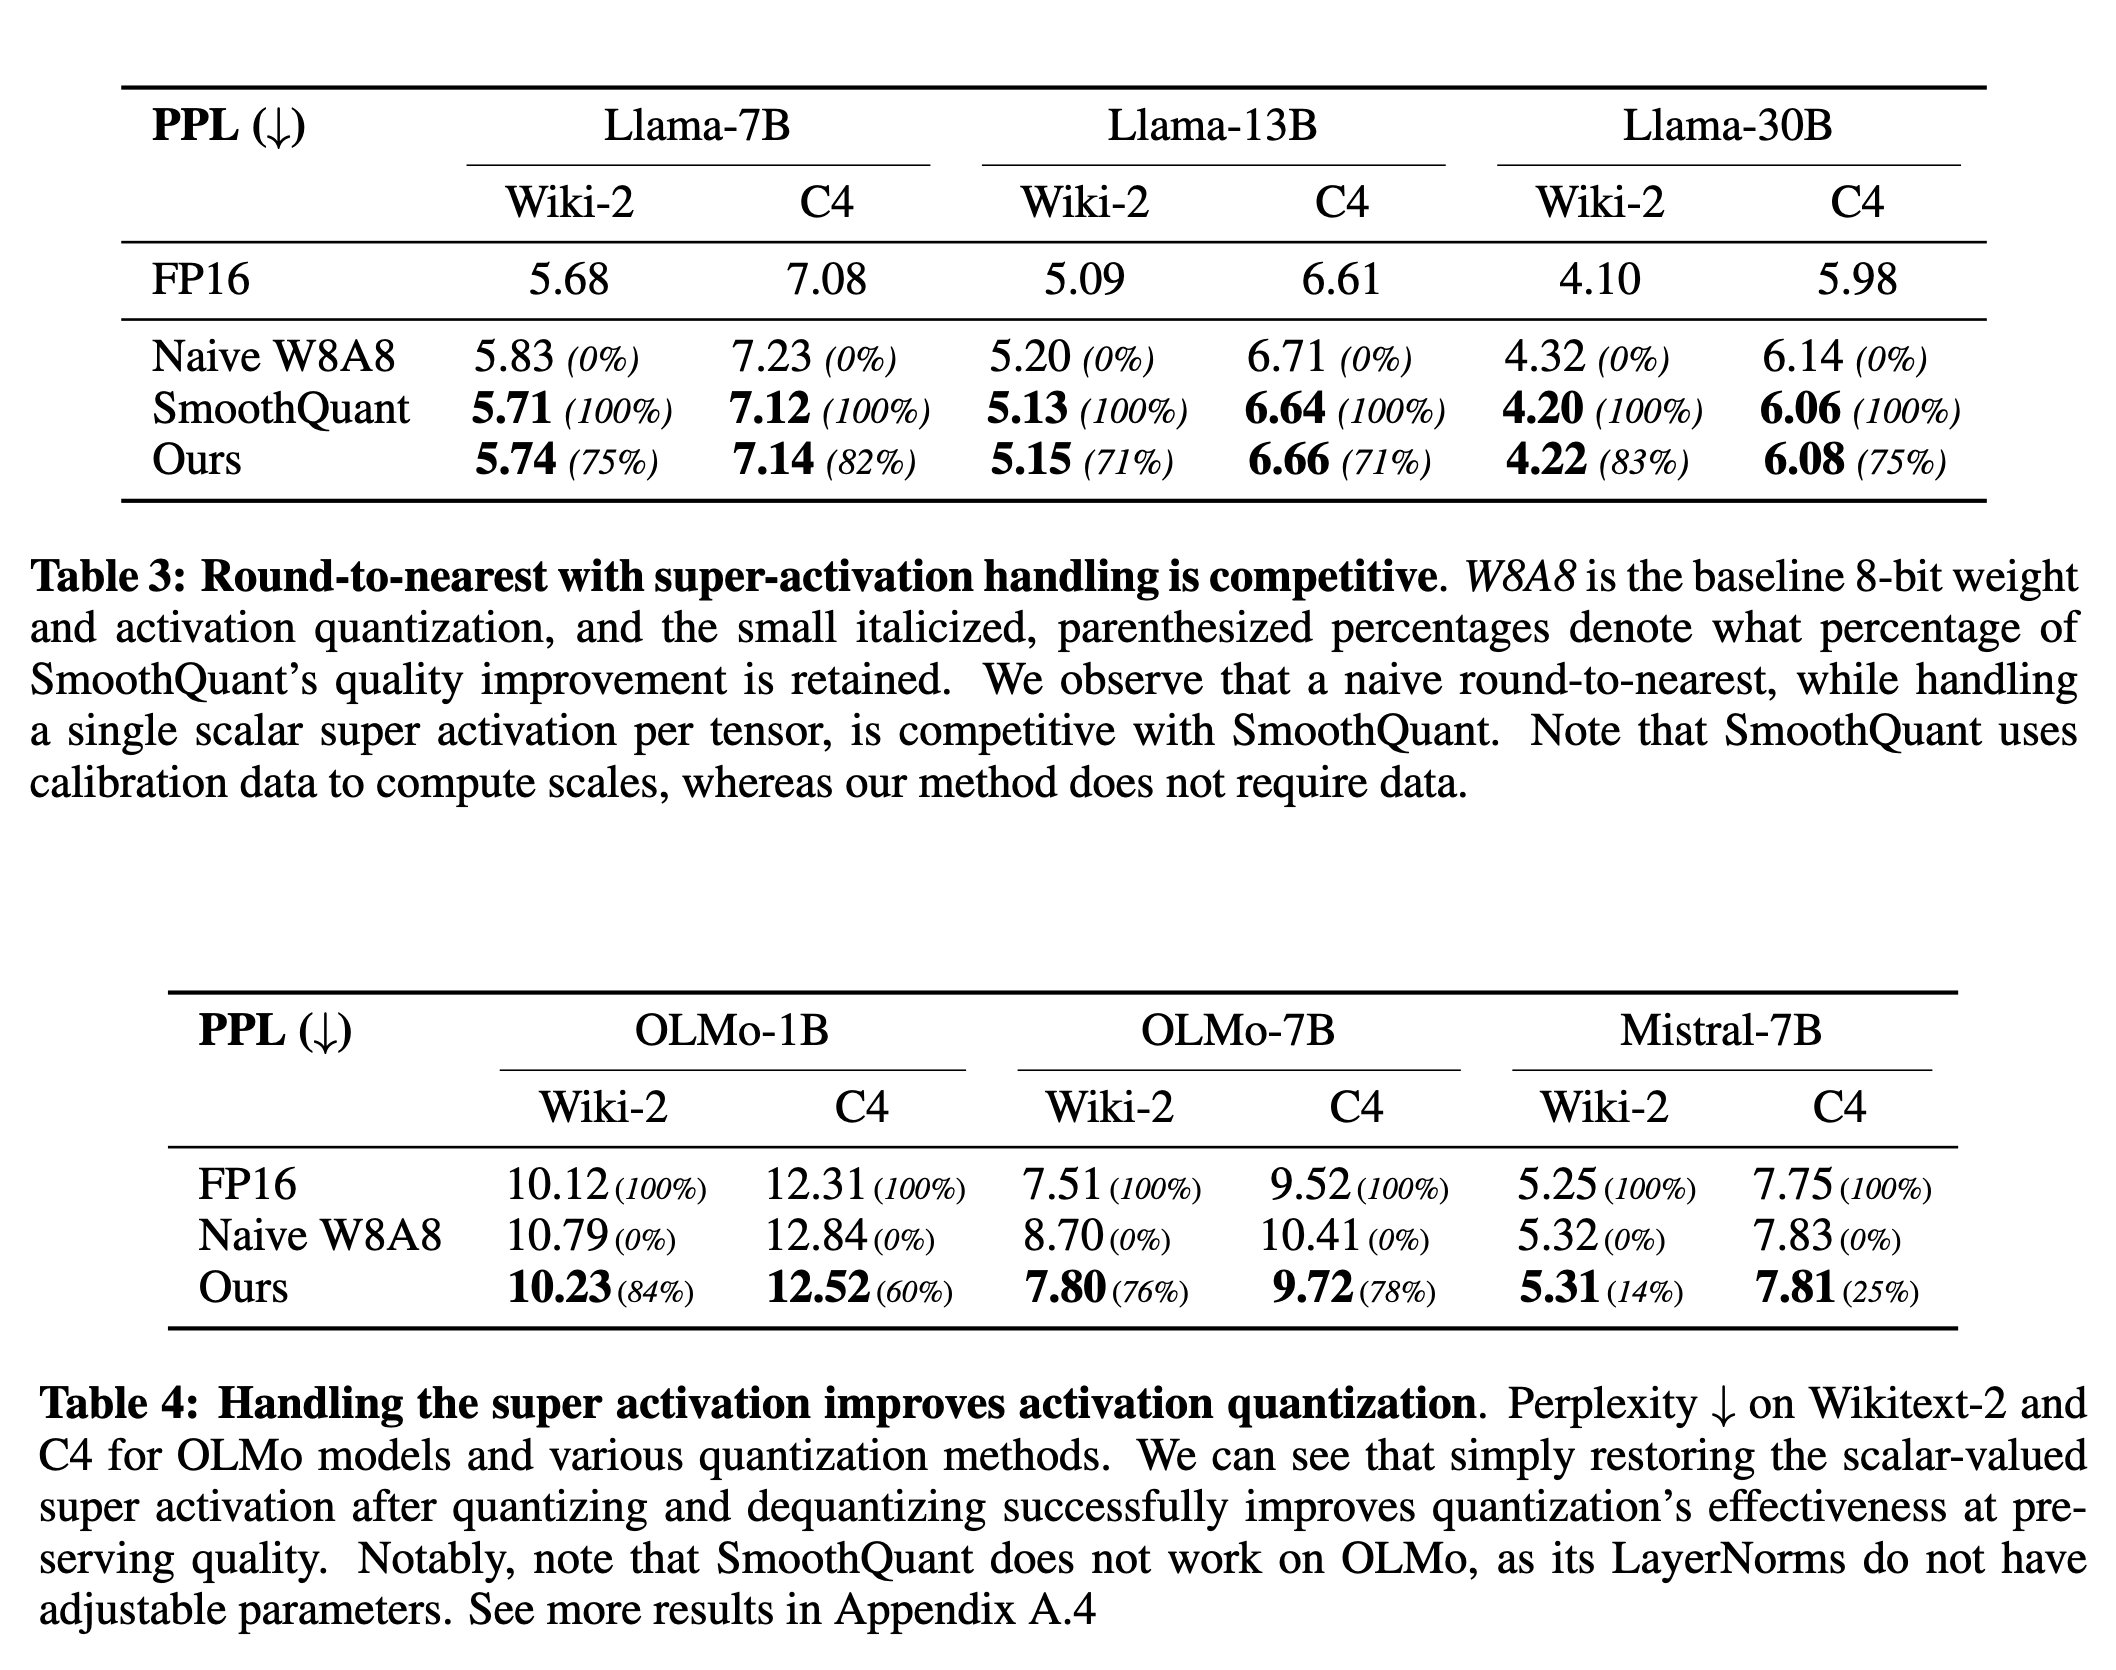 PPL (↓) Llama-7B Llama-13B Llama-30B
Wiki-2 C4 Wiki-2 C4 Wiki-2 C4
FP16 5.68 7.08 5.09 6.61 4.10 5.98
Naive W8A8 5.83 (0%) 7.23 (0%) 5.20 (0%) 6.71 (0%) 4.32 (0%) 6.14 (0%)
SmoothQuant 5.71 (100%) 7.12 (100%) 5.13 (100%) 6.64 (100%) 4.20 (100%) 6.06 (100%)
Ours 5.74 (75%) 7.14 (82%) 5.15 (71%) 6.66 (71%) 4.22 (83%) 6.08 (75%)
Table 3: Round-to-nearest with super-activation handling is competitive. W8A8 is the baseline 8-bit weight
and activation quantization, and the small italicized, parenthesized percentages denote what percentage of
SmoothQuant's quality improvement is retained. We observe that a naive round-to-nearest, while handling
a single scalar super activation per tensor, is competitive with SmoothQuant. Note that SmoothQuant uses
calibration data to compute scales, whereas our method does not require data.
PPL (↓) OLMo-1B OLMo-7B Mistral-7B
Wiki-2 C4 Wiki-2 C4 Wiki-2 C4
FP16 10.12 (100%) 12.31 (100%) 7.51 (100%) 9.52 (100%) 5.25 (100%) 7.75 (100%)
Naive W8A8 10.79 (0%) 12.84 (0%) 8.70 (0%) 10.41 (0%) 5.32 (0%) 7.83 (0%)
Ours 10.23 (84%) 12.52 (60%) 7.80 (76%) 9.72 (78%) 5.31 (14%) 7.81 (25%)
Table 4: Handling the super activation improves activation quantization. Perplexity ↓ on Wikitext-2 and
C4 for OLMo models and various quantization methods. We can see that simply restoring the scalar-valued
super activation after quantizing and dequantizing successfully improves quantization's effectiveness at pre-
serving quality. Notably, note that SmoothQuant does not work on OLMo, as its LayerNorms do not have
adjustable parameters. See more results in Appendix A.4